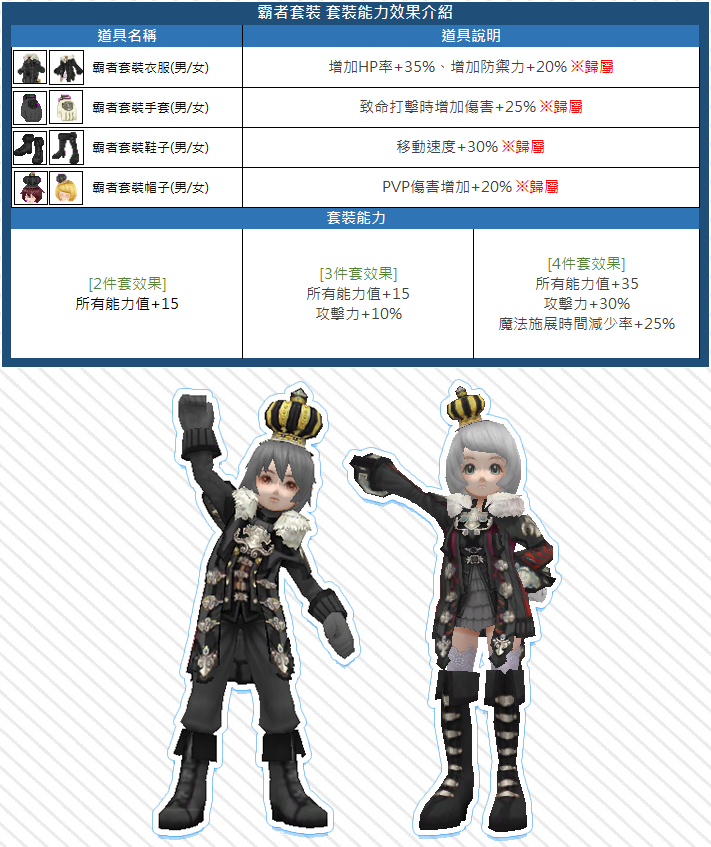 霸者套裝 套裝能力效果介紹
道具名稱
道具說明
霸者套裝衣服(男/女)
增加HP率+35%、增加防禦力+20% ※歸屬
霸者套裝手套(男/女)
致命打擊時增加傷害+25% ※歸屬
霸者套裝鞋子(男/女)
移動速度+30% ※歸屬
霸者套裝帽子(男/女)
PVP傷害增加+20% ※歸屬
套裝能力
[2件套效果]
所有能力值+15
[3件套效果]
所有能力值+15
攻擊力+10%
[4件套效果]
所有能力值+35
攻擊力+30%
魔法施展時間減少率+25%